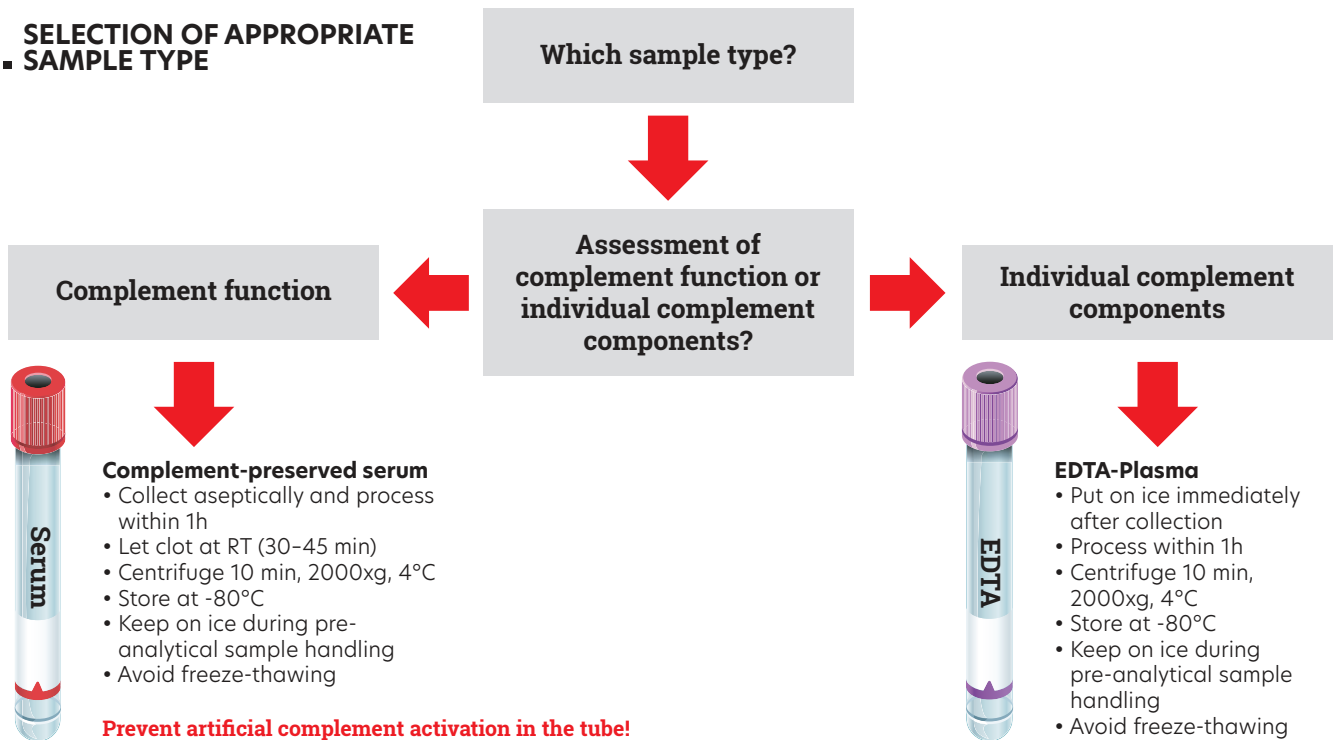 SELECTION OF APPROPRIATE
▪ SAMPLE TYPE
Which sample type?
Assessment of
complement function or
individual complement
components?
Complement function
Individual complement
components
Serum
Complement-preserved serum
• Collect aseptically and process
within 1h
• Let clot at RT (30–45 min)
• Centrifuge 10 min, 2000xg, 4°C
• Store at -80°C
• Keep on ice during pre-
analytical sample handling
• Avoid freeze-thawing
Prevent artificial complement activation in the tube!
EDTA
EDTA-Plasma
• Put on ice immediately
after collection
• Process within 1h
• Centrifuge 10 min,
2000xg, 4°C
• Store at -80°C
• Keep on ice during
pre-analytical sample
handling
• Avoid freeze-thawing